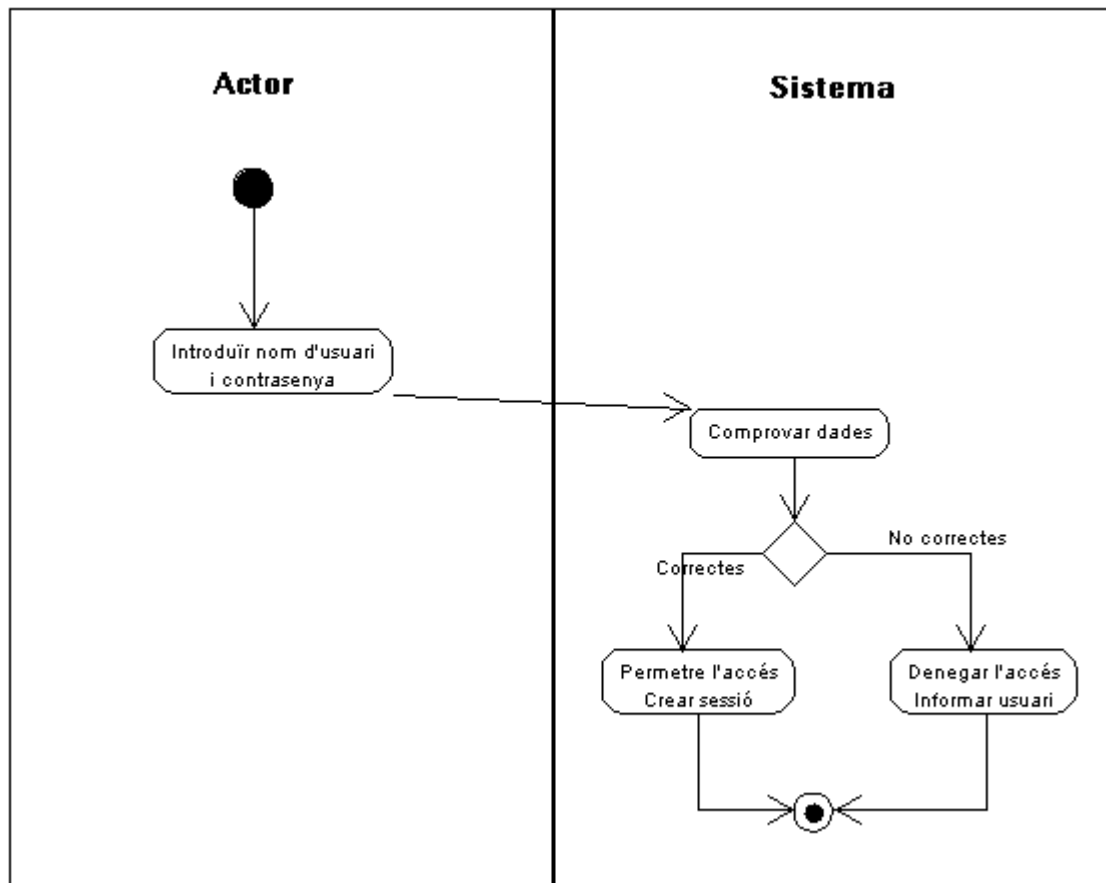 Actor
Sistema
Introduïr nom d'usuari
i contrasenya
Comprovar dades
No correctes
Correctes
Permetre l'accés
Crear sessió
Denegar l'accés
Informar usuari